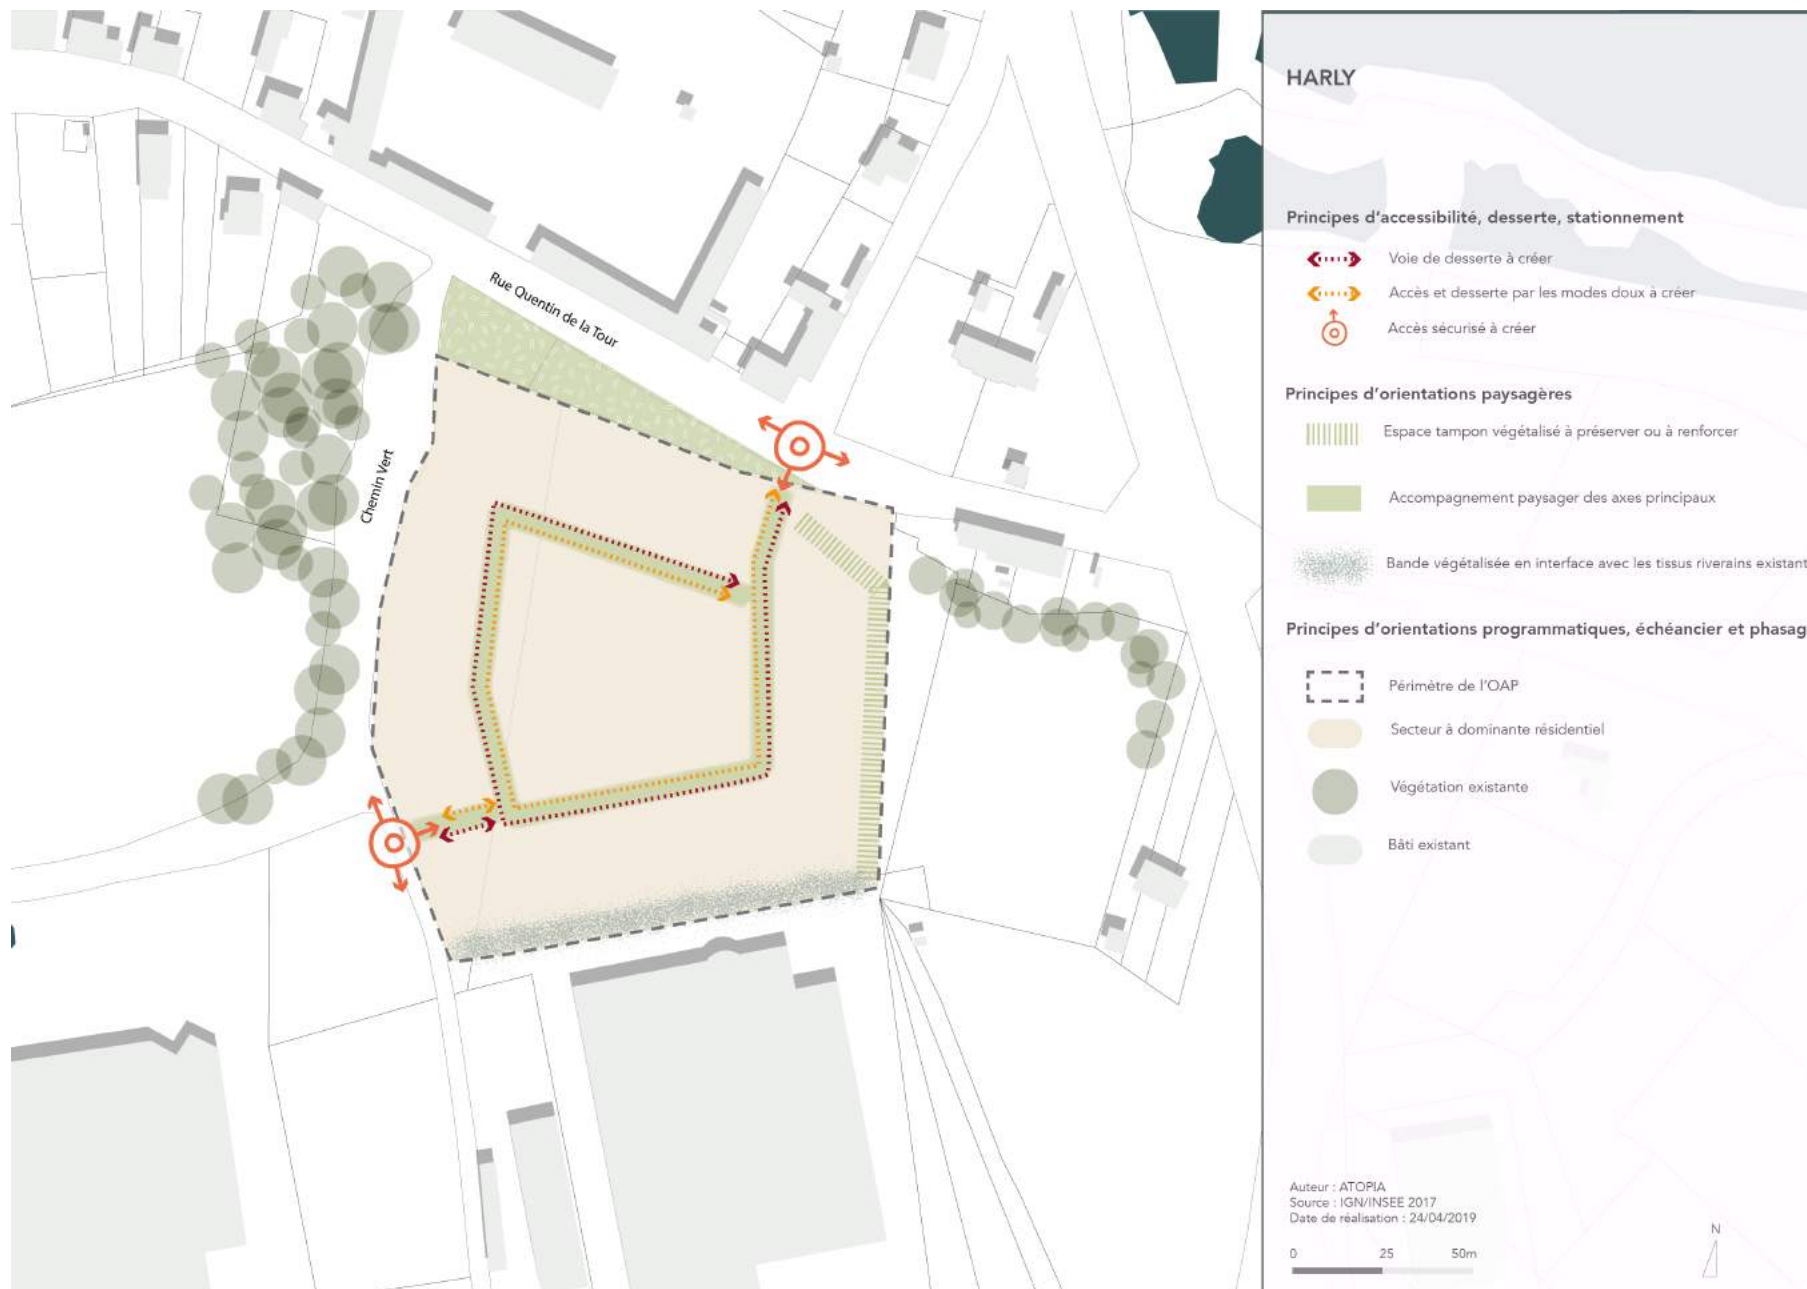 HARLY
Principes d'accessibilité, desserte, stationnement
Voie de desserte à créer
Accès et desserte par les modes doux à créer
Accès sécurisé à créer
Principes d'orientations paysagères
Espace tampon végétalisé à préserver ou à renforcer
Accompagnement paysager des axes principaux
Bande végétalisée en interface avec les tissus riverains existant
Principes d'orientations programmatiques, échéancier et phasag
Périmètre de l'OAP
Secteur à dominante résidentiel
Végétation existante
Bâti existant
Rue Quentin de la Tour
Chemin Vert
Auteur : ATOPIA
Source : IGN/INSEE 2017
Date de réalisation : 24/04/2019
0 25 50m
N